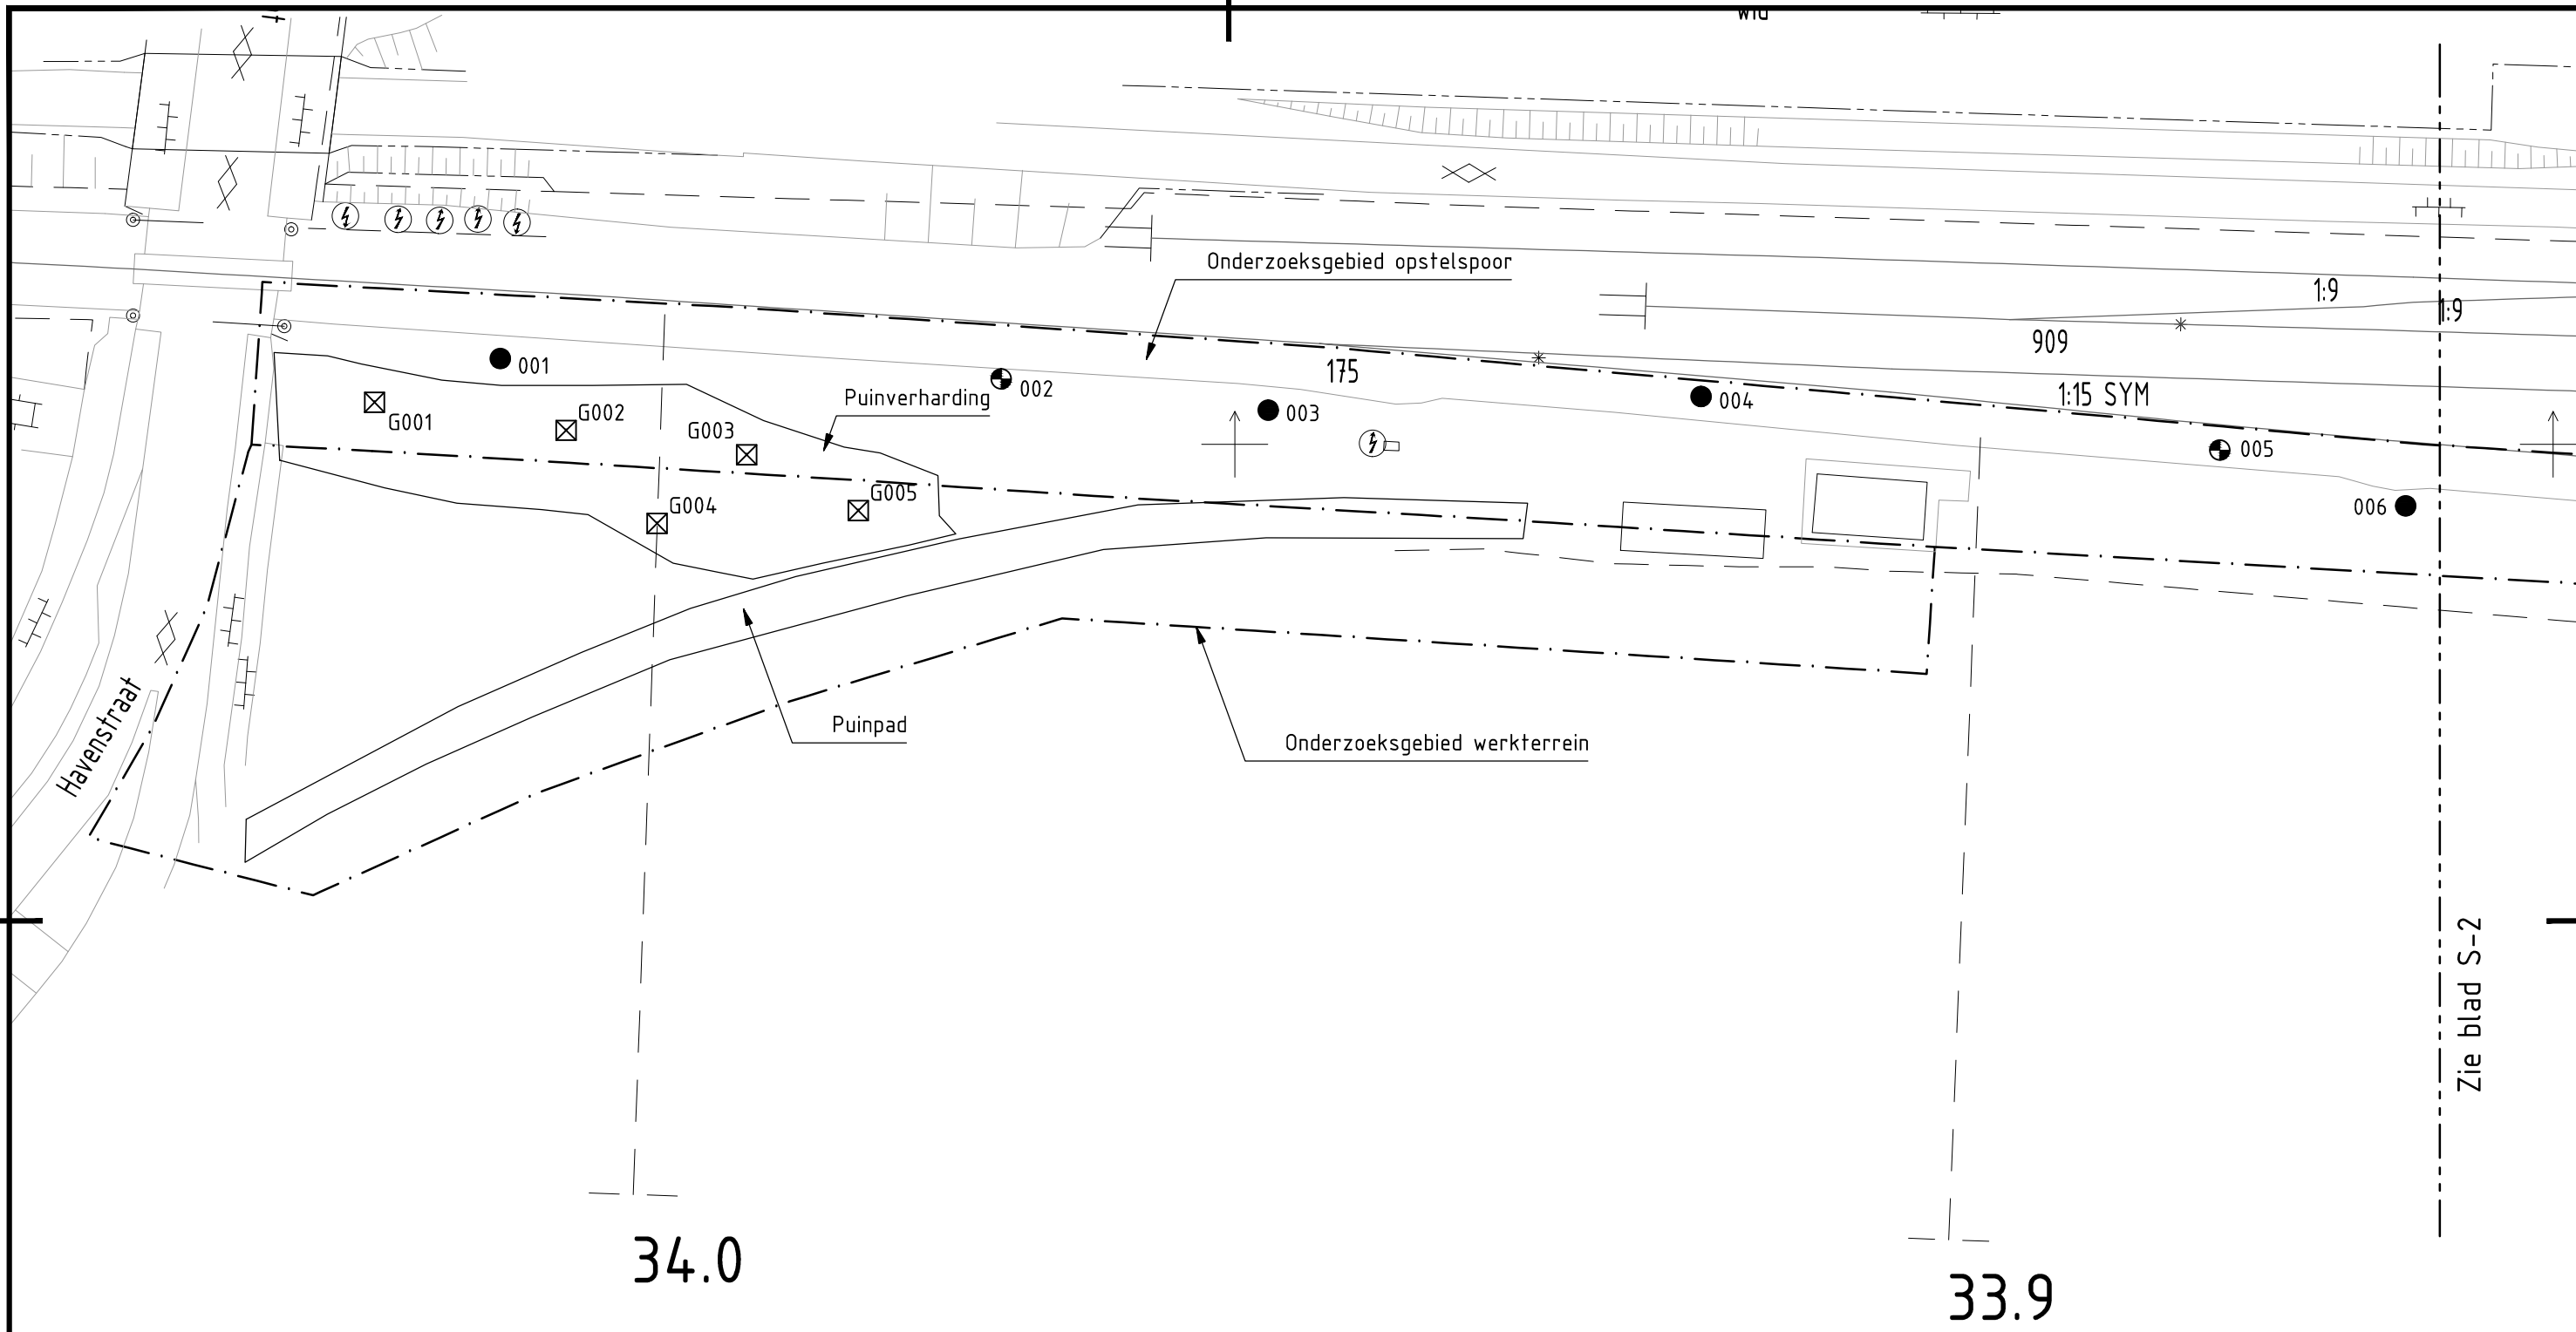 Onderzoeksgebied opstelspoor
1:9
1:9
909
175
1:15 SYM
001
002
003
004
005
006
Puinverharding
G001
G002
G003
G004
G005
Puinpad
Onderzoeksgebied werkterrein
Havenstraat
Zie blad S-2
34.0
33.9